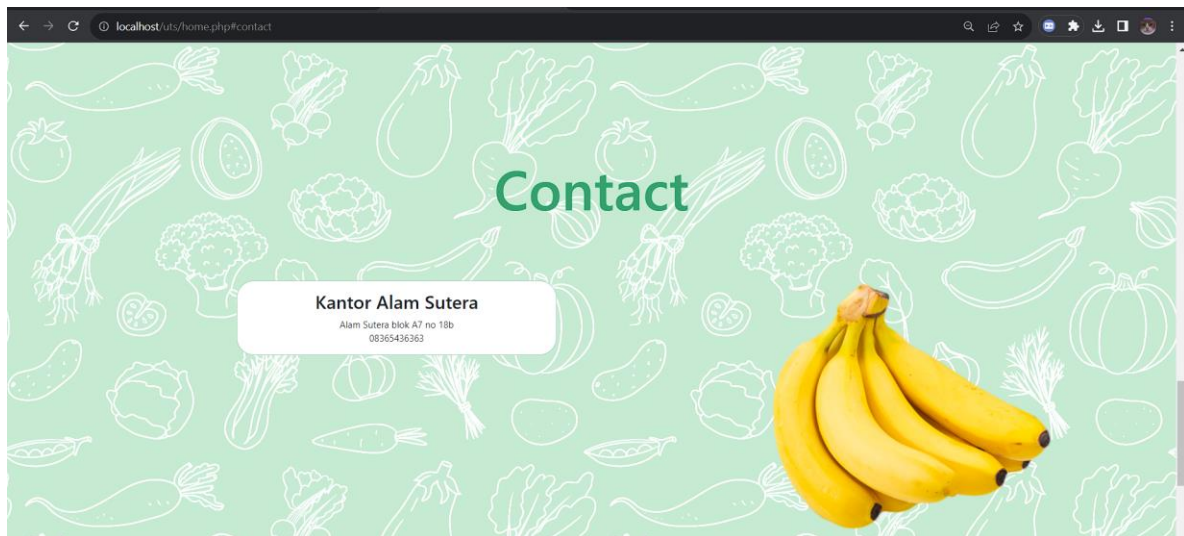 localhost/uts/home.php#contact
Contact
Kantor Alam Sutera
Alam Sutera blok A7 no 18b
08365436363